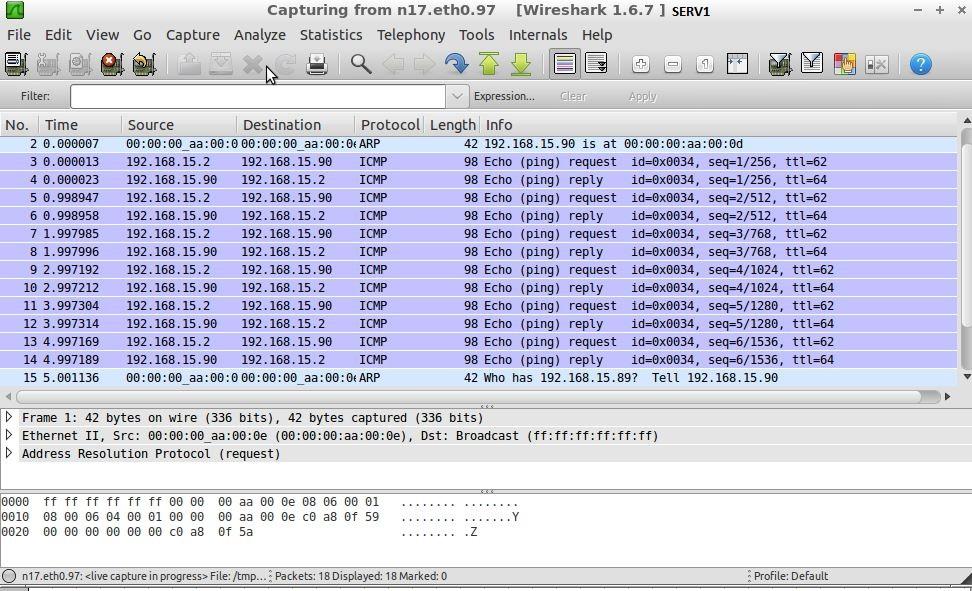 Capturing from n17.eth0.97 [Wireshark 1.6.7 ] SERV1
File Edit View Go Capture Analyze Statistics Telephony Tools Internals Help
Filter: Expression... Clear Apply
No. Time Source Destination Protocol Length Info
2 0.000007 00:00:00_aa:00:0 00:00:00_aa:00:0 ARP 42 192.168.15.90 is at 00:00:00:aa:00:0d
3 0.000013 192.168.15.2 192.168.15.90 ICMP 98 Echo (ping) request id=0x0034, seq=1/256, ttl=62
4 0.000023 192.168.15.90 192.168.15.2 ICMP 98 Echo (ping) reply id=0x0034, seq=1/256, ttl=64
5 0.998947 192.168.15.2 192.168.15.90 ICMP 98 Echo (ping) request id=0x0034, seq=2/512, ttl=62
6 0.998958 192.168.15.90 192.168.15.2 ICMP 98 Echo (ping) reply id=0x0034, seq=2/512, ttl=64
7 1.997985 192.168.15.2 192.168.15.90 ICMP 98 Echo (ping) request id=0x0034, seq=3/768, ttl=62
8 1.997996 192.168.15.90 192.168.15.2 ICMP 98 Echo (ping) reply id=0x0034, seq=3/768, ttl=64
9 2.997192 192.168.15.2 192.168.15.90 ICMP 98 Echo (ping) request id=0x0034, seq=4/1024, ttl=62
10 2.997212 192.168.15.90 192.168.15.2 ICMP 98 Echo (ping) reply id=0x0034, seq=4/1024, ttl=64
11 3.997304 192.168.15.2 192.168.15.90 ICMP 98 Echo (ping) request id=0x0034, seq=5/1280, ttl=62
12 3.997314 192.168.15.90 192.168.15.2 ICMP 98 Echo (ping) reply id=0x0034, seq=5/1280, ttl=64
13 4.997169 192.168.15.2 192.168.15.90 ICMP 98 Echo (ping) request id=0x0034, seq=6/1536, ttl=62
14 4.997189 192.168.15.90 192.168.15.2 ICMP 98 Echo (ping) reply id=0x0034, seq=6/1536, ttl=64
15 5.001136 00:00:00_aa:00:0 00:00:00_aa:00:0 ARP 42 Who has 192.168.15.89? Tell 192.168.15.90
Frame 1: 42 bytes on wire (336 bits), 42 bytes captured (336 bits)
Ethernet II, Src: 00:00:00_aa:00:0e (00:00:00:aa:00:0e), Dst: Broadcast (ff:ff:ff:ff:ff:ff)
Address Resolution Protocol (request)
0000 ff ff ff ff ff ff 00 00 00 aa 00 0e 08 06 00 01 ........ ........
0010 08 00 06 04 00 01 00 00 00 aa 00 0e c0 a8 0f 59 ........ .......Y
0020 00 00 00 00 00 00 c0 a8 0f 5a ........ .Z
n17.eth0.97: <live capture in progress> File: /tmp... Packets: 18 Displayed: 18 Marked: 0 Profile: Default